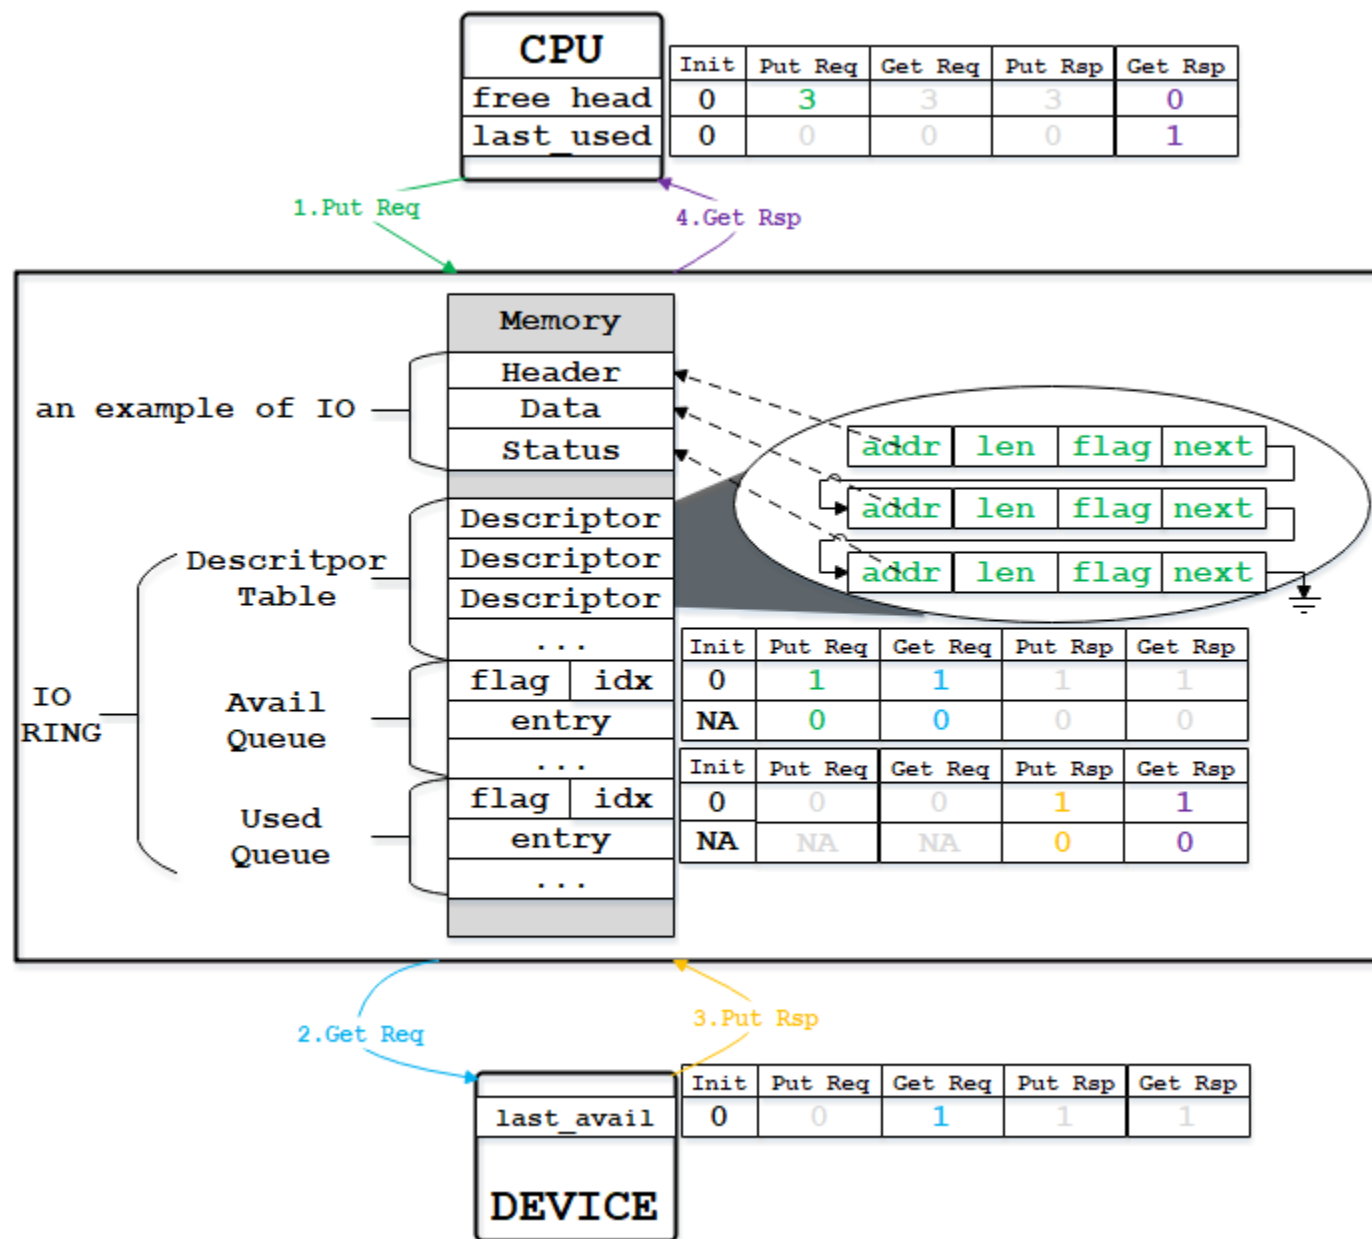 CPU
free head
last_used
Init Put Req Get Req Put Rsp Get Rsp
0 3 3 3 0
0 0 0 0 1
1.Put Req
4.Get Rsp
Memory
Header
Data
Status
an example of IO
addr len flag next
addr len flag next
addr len flag next
Descriptor
Descriptor
Descriptor
...
Descritpor
Table
IO
RING
Avail
Queue
flag idx
entry
...
Init Put Req Get Req Put Rsp Get Rsp
0 1 1 1 1
NA 0 0 0 0
Used
Queue
flag idx
entry
...
Init Put Req Get Req Put Rsp Get Rsp
0 0 0 1 1
NA NA NA 0 0
2.Get Req
3.Put Rsp
last_avail
DEVICE
Init Put Req Get Req Put Rsp Get Rsp
0 0 1 1 1